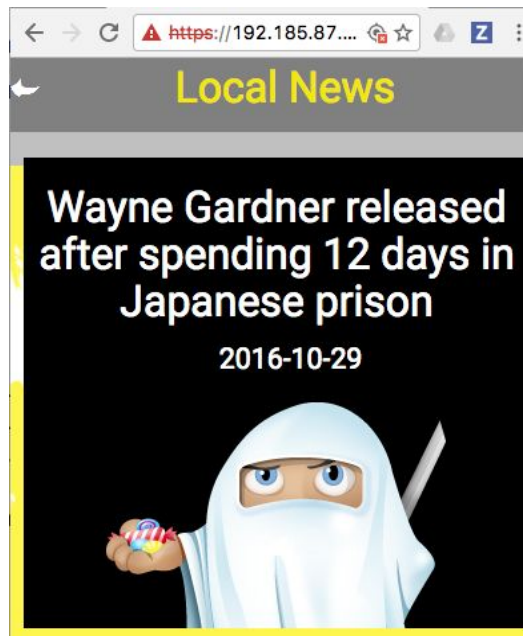 https://192.185.87....
Z
Local News
Wayne Gardner released
after spending 12 days in
Japanese prison
2016-10-29